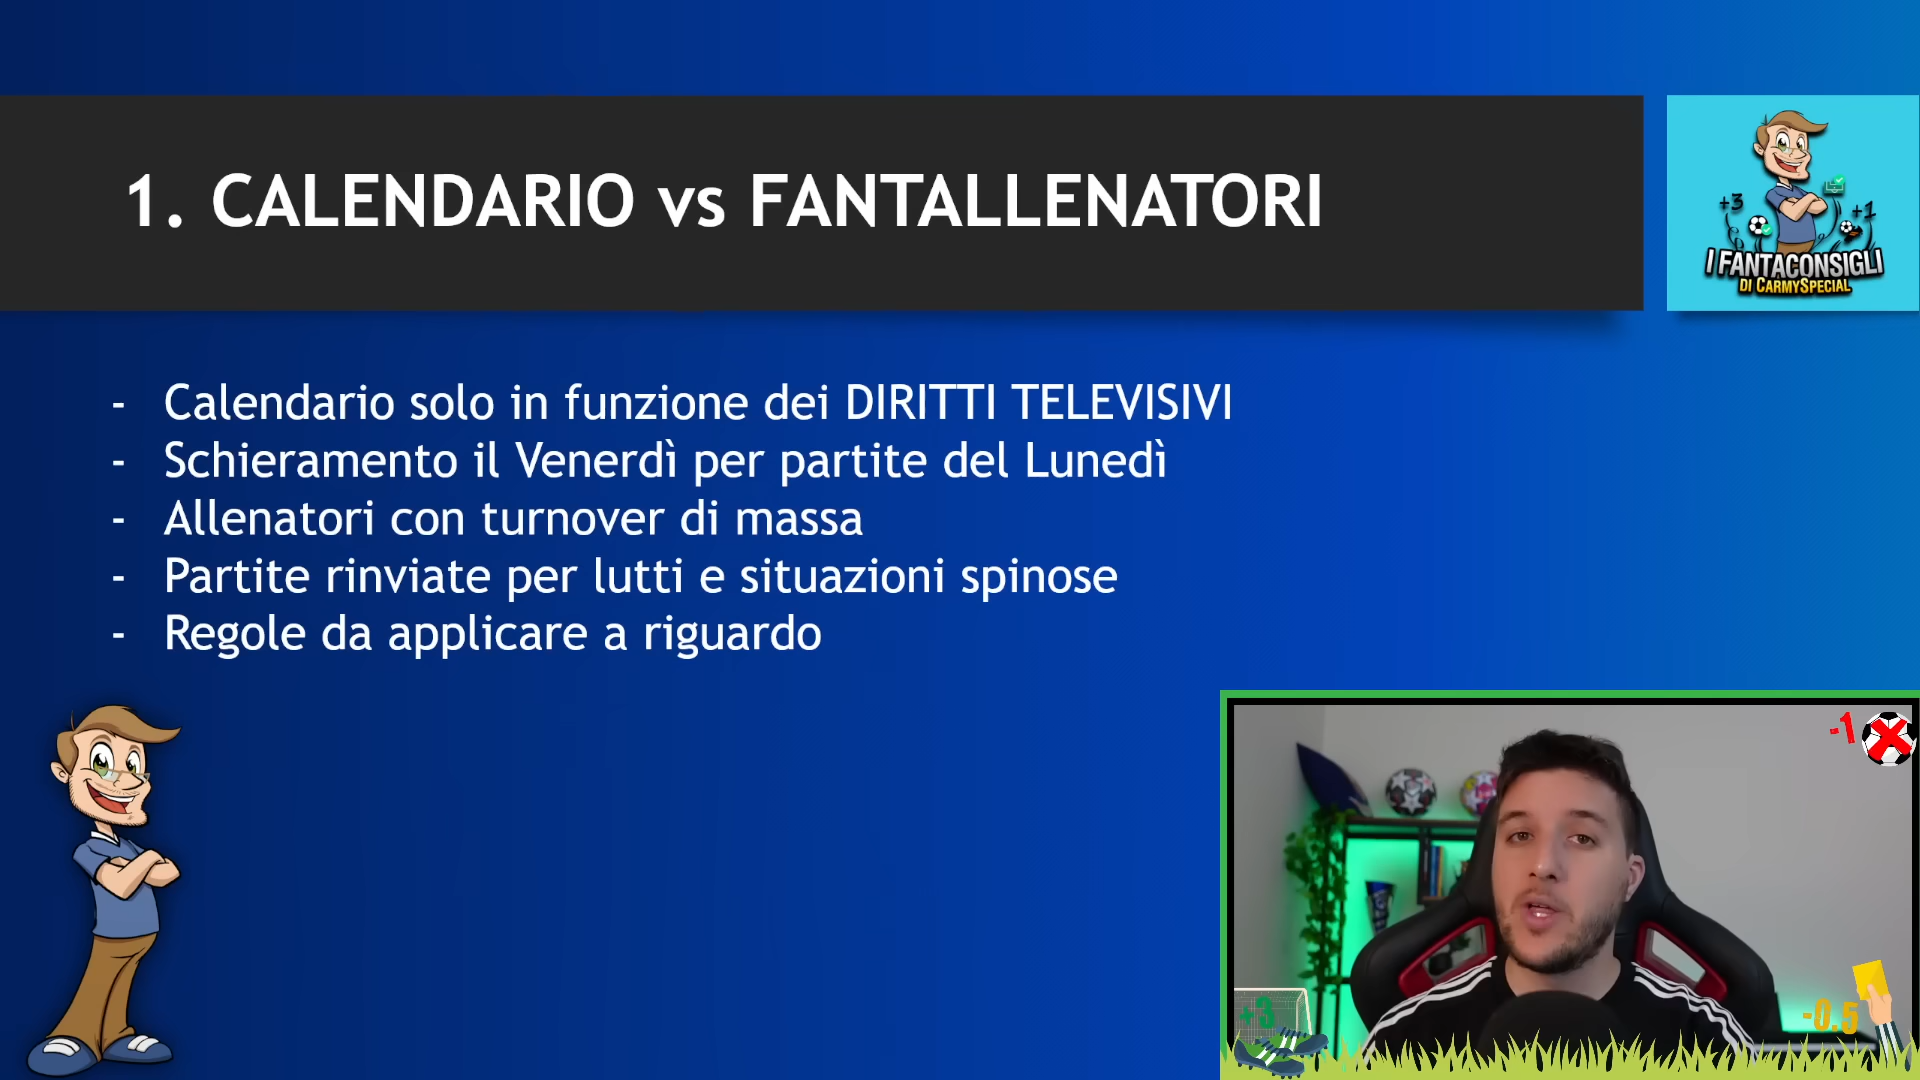 1. CALENDARIO vs FANTALLENATORI
+3
+1
I FANTACONSIGLI
DI CARMYSPECIAL
- Calendario solo in funzione dei DIRITTI TELEVISIVI
- Schieramento il Venerdì per partite del Lunedì
- Allenatori con turnover di massa
- Partite rinviate per lutti e situazioni spinose
- Regole da applicare a riguardo
-1
+3
-0.5